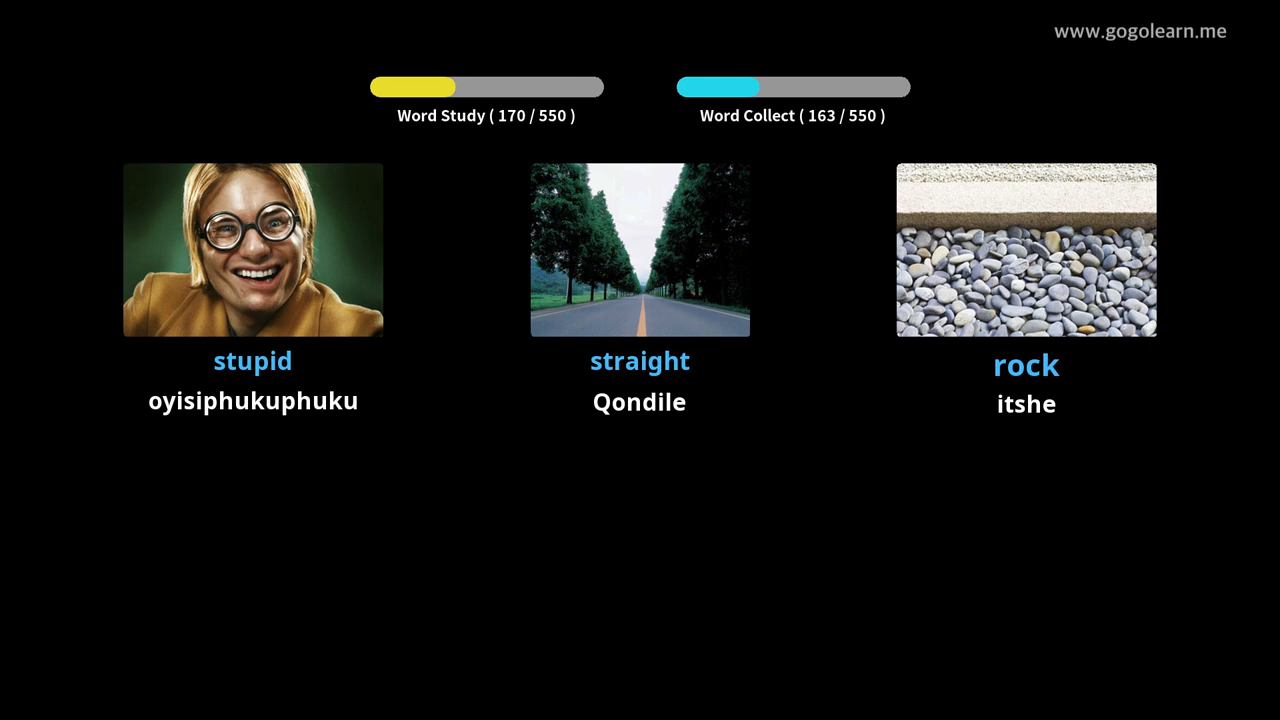 www.gogolearn.me
Word Study ( 170 / 550 )
Word Collect ( 163 / 550 )
stupid
oyisiphukuphuku
straight
Qondile
rock
itshe